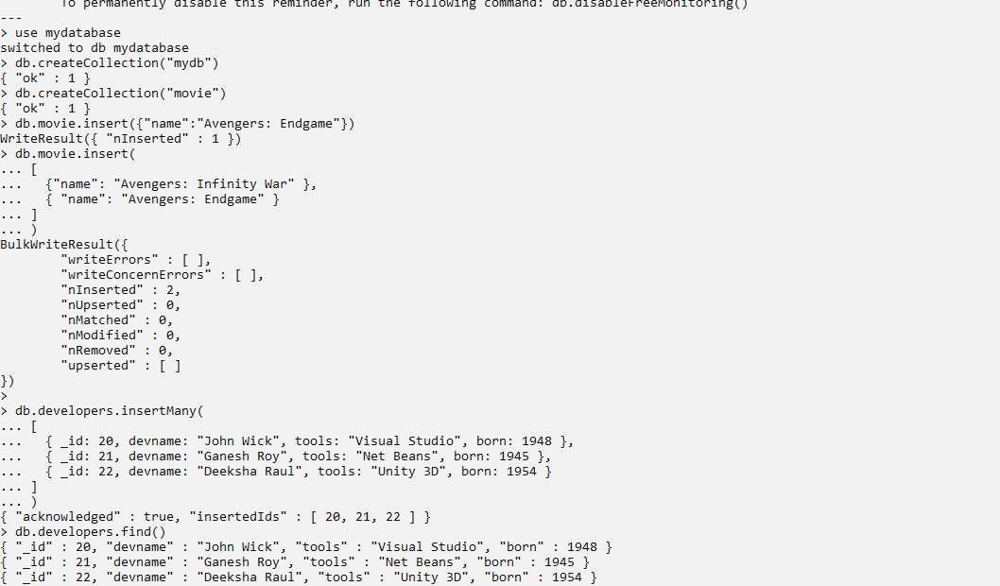 To permanently disable this reminder, run the following command: db.disableFreeMonitoring()
---
> use mydatabase
switched to db mydatabase
> db.createCollection("mydb")
{ "ok" : 1 }
> db.createCollection("movie")
{ "ok" : 1 }
> db.movie.insert({"name":"Avengers: Endgame"})
WriteResult({ "nInserted" : 1 })
> db.movie.insert(
... [
...   {"name": "Avengers: Infinity War" },
...   { "name": "Avengers: Endgame" }
... ]
... )
BulkWriteResult({
        "writeErrors" : [ ],
        "writeConcernErrors" : [ ],
        "nInserted" : 2,
        "nUpserted" : 0,
        "nMatched" : 0,
        "nModified" : 0,
        "nRemoved" : 0,
        "upserted" : [ ]
})
>
> db.developers.insertMany(
... [
...   { _id: 20, devname: "John Wick", tools: "Visual Studio", born: 1948 },
...   { _id: 21, devname: "Ganesh Roy", tools: "Net Beans", born: 1945 },
...   { _id: 22, devname: "Deeksha Raul", tools: "Unity 3D", born: 1954 }
... ]
... )
{ "acknowledged" : true, "insertedIds" : [ 20, 21, 22 ] }
> db.developers.find()
{ "_id" : 20, "devname" : "John Wick", "tools" : "Visual Studio", "born" : 1948 }
{ "_id" : 21, "devname" : "Ganesh Roy", "tools" : "Net Beans", "born" : 1945 }
{ "_id" : 22, "devname" : "Deeksha Raul", "tools" : "Unity 3D", "born" : 1954 }